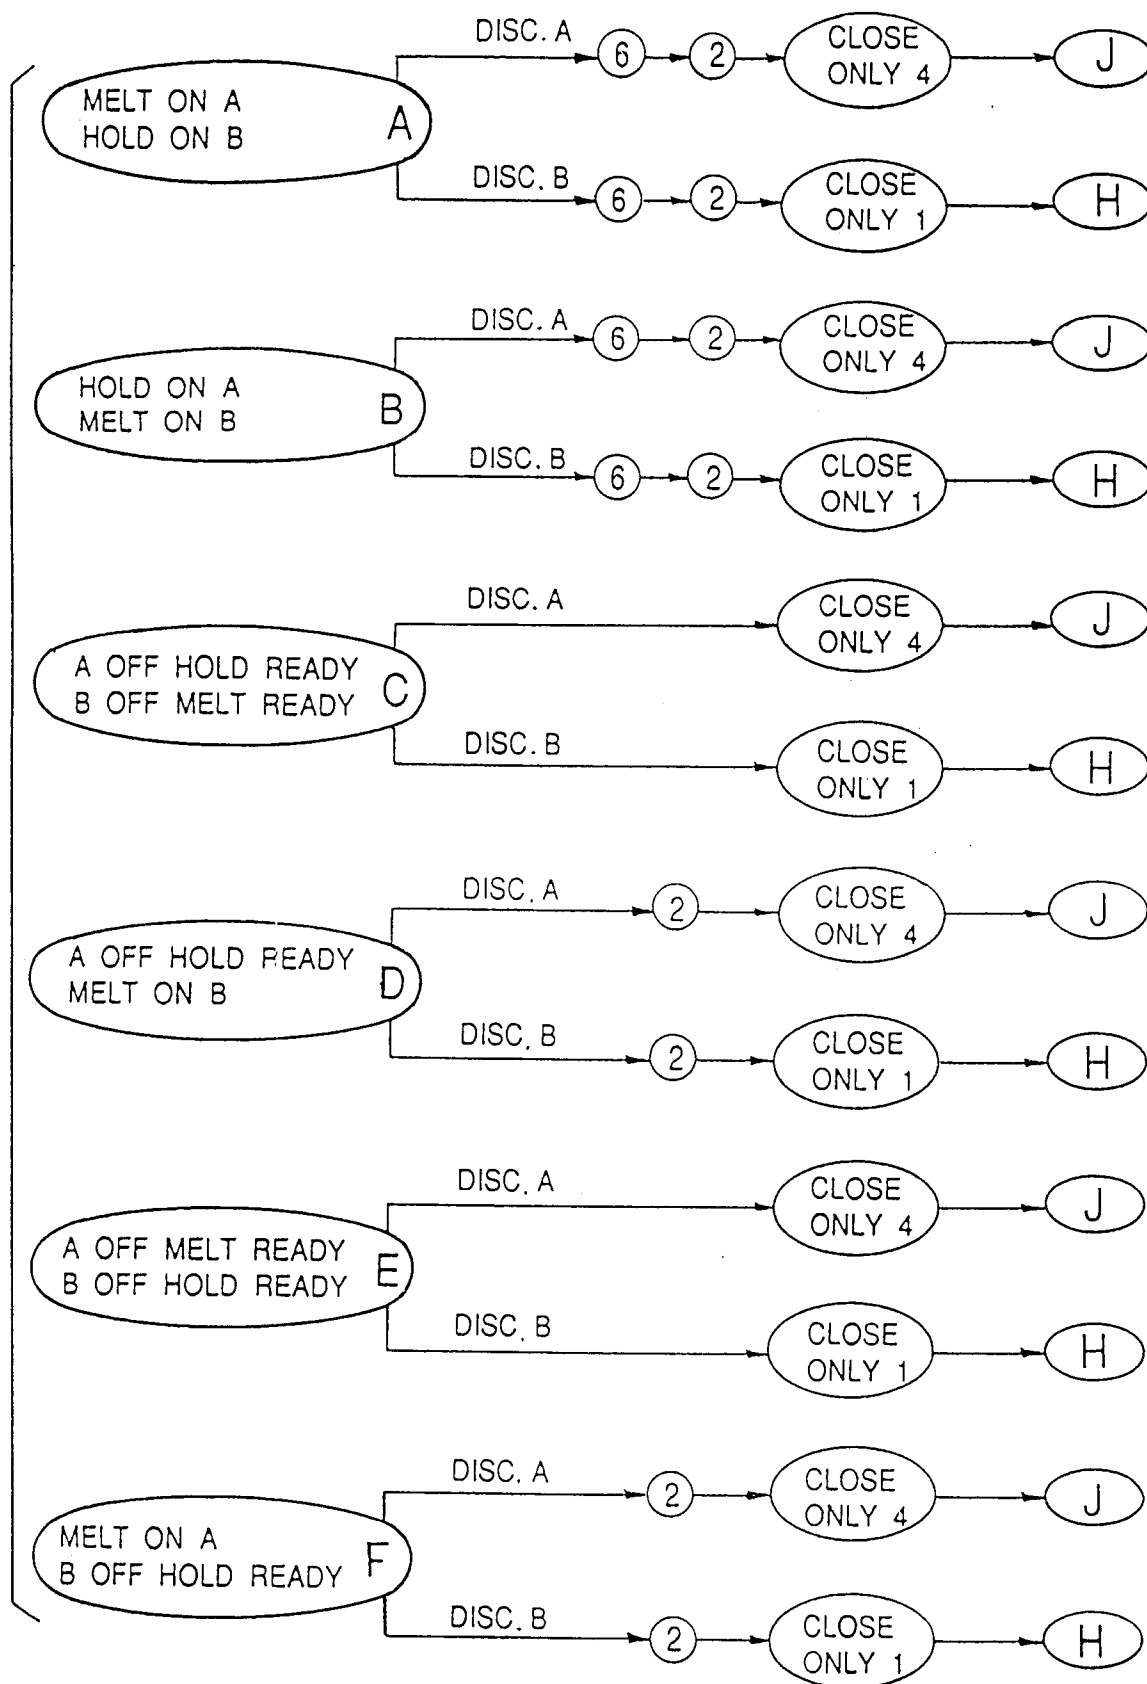 DISC. A
6
2
CLOSE
ONLY 4
J
MELT ON A
HOLD ON B
A
DISC. B
6
2
CLOSE
ONLY 1
H
DISC. A
6
2
CLOSE
ONLY 4
J
HOLD ON A
MELT ON B
B
DISC. B
6
2
CLOSE
ONLY 1
H
DISC. A
CLOSE
ONLY 4
J
A OFF HOLD READY
B OFF MELT READY
C
DISC. B
CLOSE
ONLY 1
H
DISC. A
2
CLOSE
ONLY 4
J
A OFF HOLD READY
MELT ON B
D
DISC. B
2
CLOSE
ONLY 1
H
DISC. A
CLOSE
ONLY 4
J
A OFF MELT READY
B OFF HOLD READY
E
DISC. B
CLOSE
ONLY 1
H
DISC. A
2
CLOSE
ONLY 4
J
MELT ON A
B OFF HOLD READY
F
DISC. B
2
CLOSE
ONLY 1
H